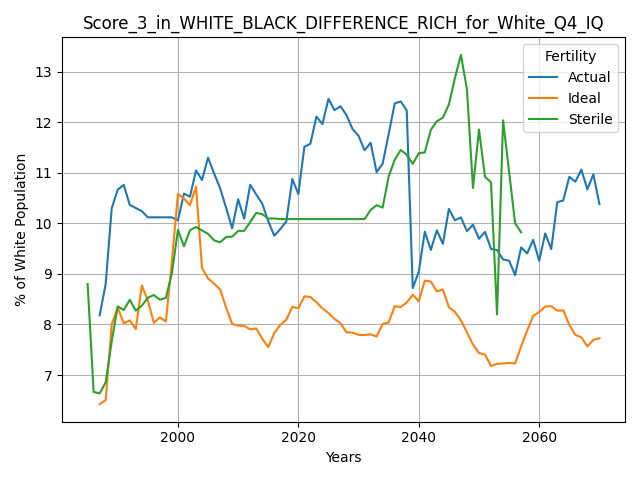 Score_3_in_WHITE_BLACK_DIFFERENCE_RICH_for_White_Q4_IQ
Fertility
Actual
Ideal
Sterile
% of White Population
13
12
11
10
9
8
7
2000 2020 2040 2060
Years